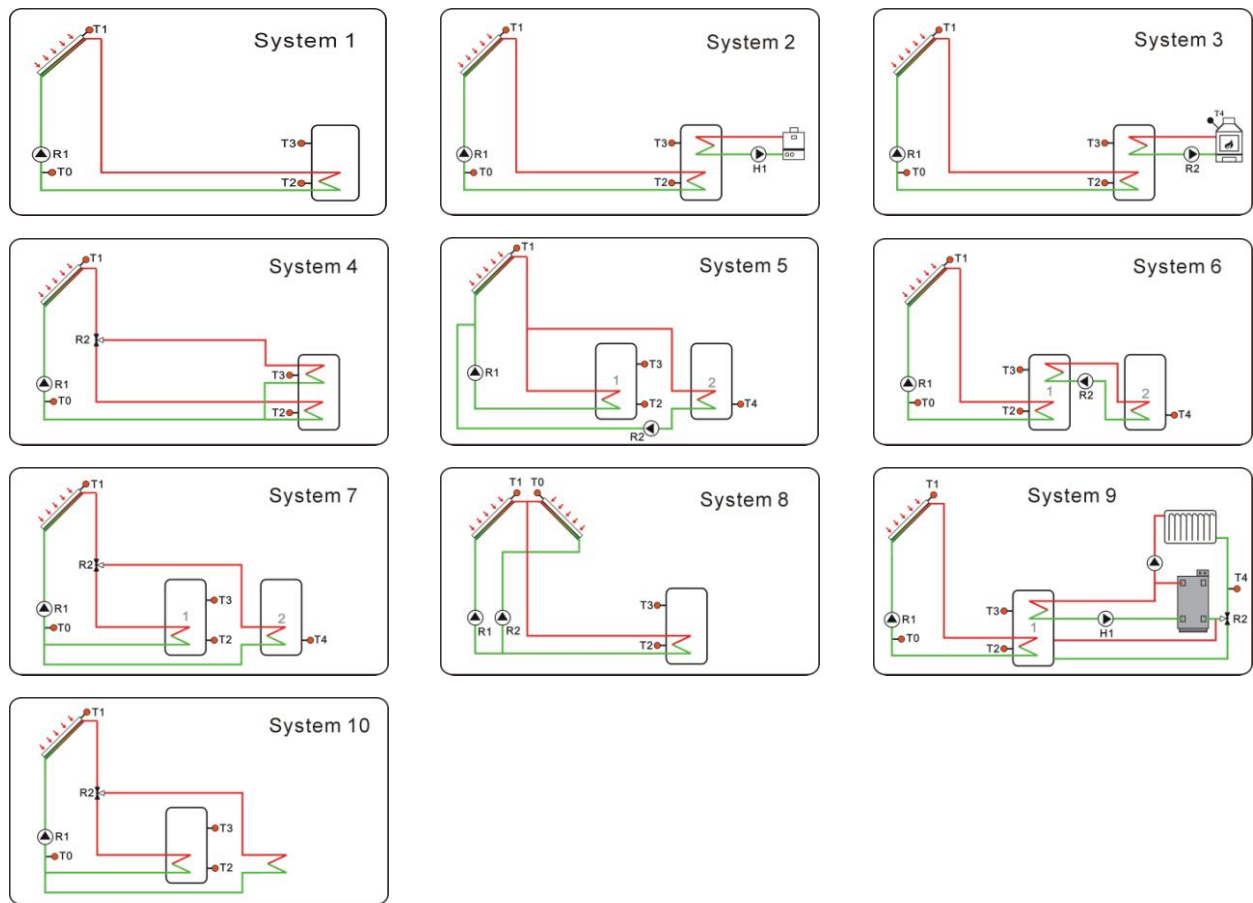 T1
System 1
R1
T0
T3
T2
T1
System 2
R1
T0
T3
T2
H1
T1
System 3
R1
T0
T3
T2
T4
R2
T1
System 4
R2
R1
T0
T3
T2
T1
System 5
R1
1
T3
T2
2
T4
R2
T1
System 6
R1
T0
T3
T2
1
R2
2
T4
T1
System 7
R2
R1
T0
1
T3
T2
2
T4
T1 T0
System 8
R1
R2
T3
T2
T1
System 9
R1
T0
T3
T2
1
H1
T4
R2
T1
System 10
R2
R1
T0
T3
T2